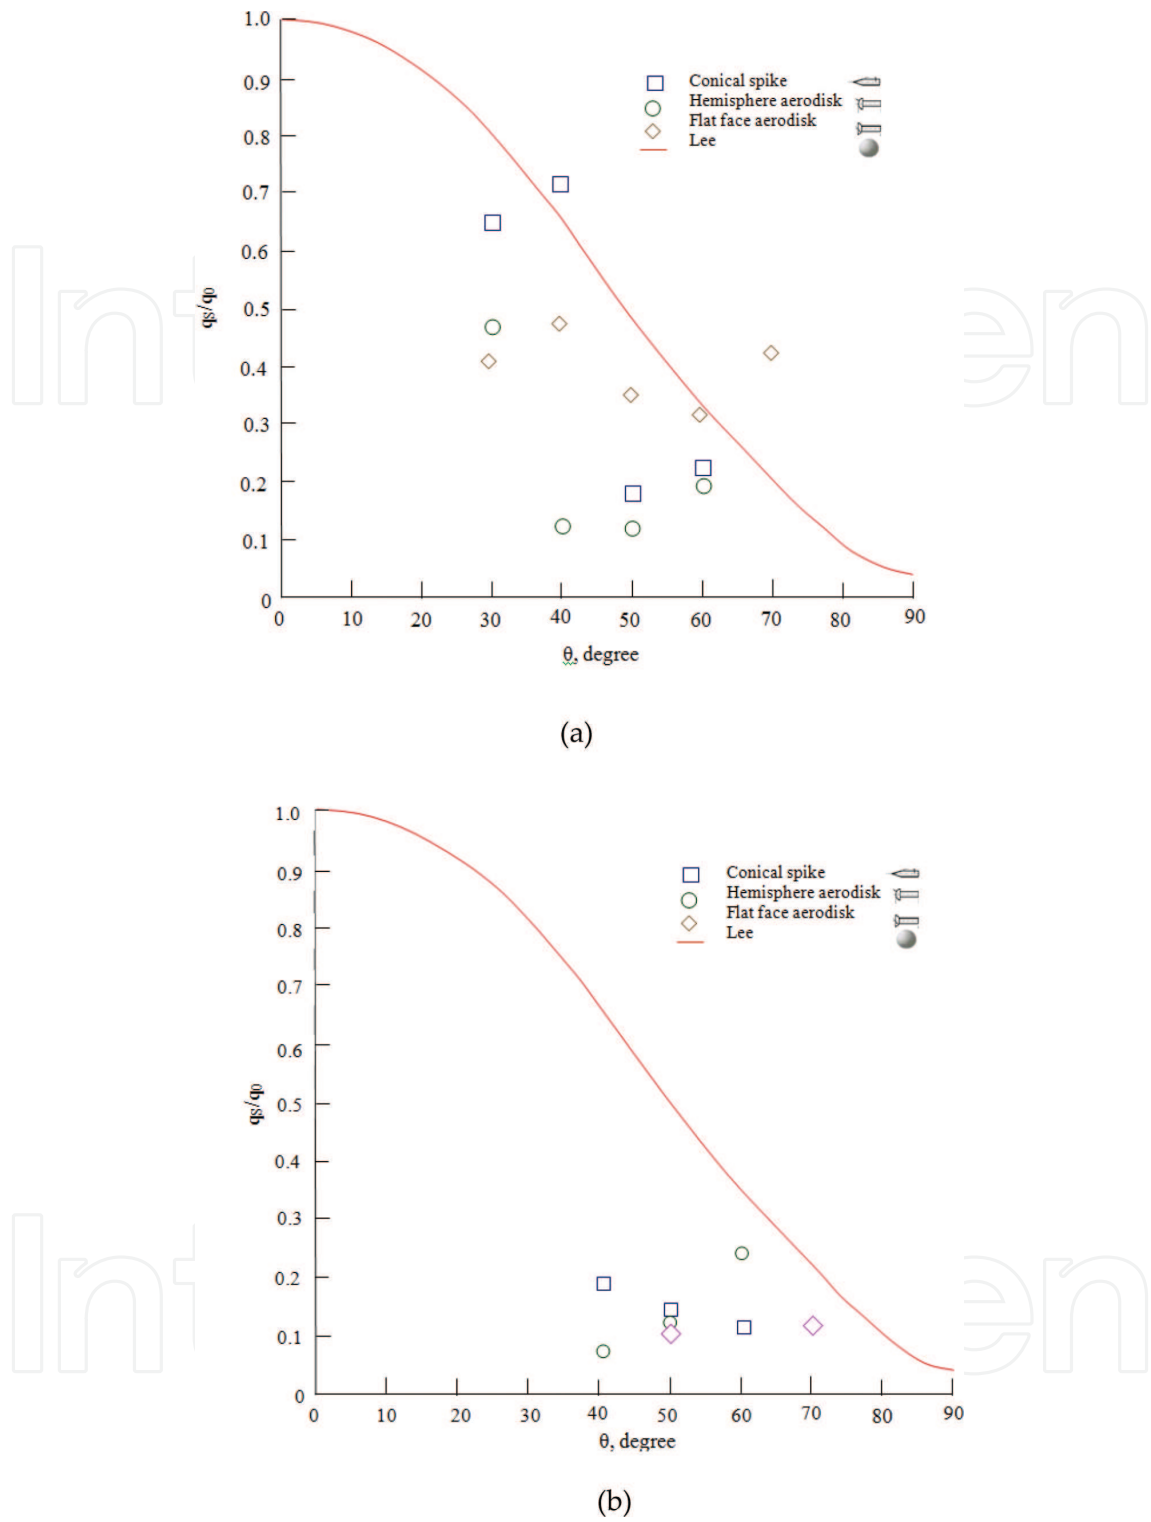 1.0
0.9
0.8
0.7
0.6
0.5
0.4
0.3
0.2
0.1
0
qs/q0
Conical spike
Hemisphere aerodisk
Flat face aerodisk
Lee
0 10 20 30 40 50 60 70 80 90
θ, degree
(a)
1.0
0.9
0.8
0.7
0.6
0.5
0.4
0.3
0.2
0.1
0
qs/q0
Conical spike
Hemisphere aerodisk
Flat face aerodisk
Lee
0 10 20 30 40 50 60 70 80 90
θ, degree
(b)